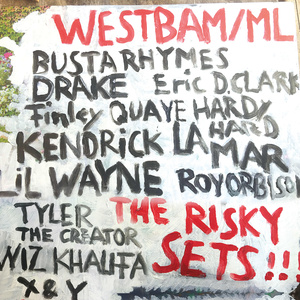 WESTBAM/ML
BUSTA RHYMES
DRAKE Eric D.CLARK
Finley QUAYE HARDY
HARD
KENDRICK LAMAR
LIL WAYNE ROY ORBISON
TYLER THE RISKY
THE CREATOR
WIZ KHALIFA SETS!!!
X & Y